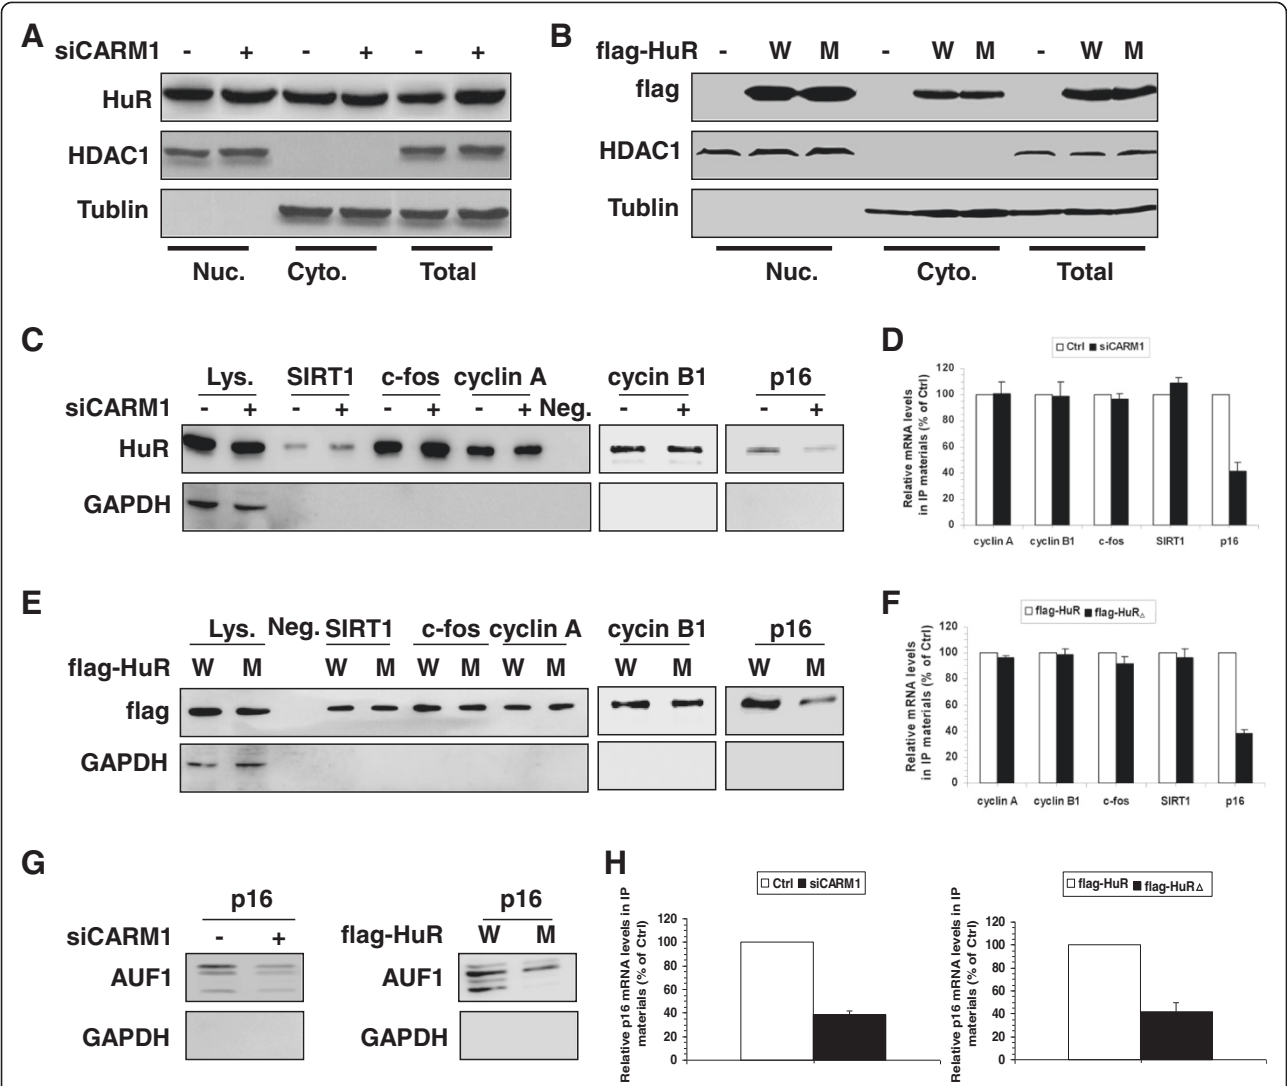 A
siCARM1 - + - + - +
HuR
HDAC1
Tublin
Nuc. Cyto. Total
B
flag-HuR - W M - W M - W M
flag
HDAC1
Tublin
Nuc. Cyto. Total
C
Lys. SIRT1 c-fos cyclin A cycin B1 p16
siCARM1 - + - + - + - + Neg. - + - +
HuR
GAPDH
D
Ctrl siCARM1
Relative mRNA levels
in IP materials (% of Ctrl)
120
100
80
60
40
20
0
cyclin A cyclin B1 c-fos SIRT1 p16
E
Lys. Neg. SIRT1 c-fos cyclin A cycin B1 p16
flag-HuR W M W M W M W M W M W M
flag
GAPDH
F
flag-HuR flag-HuR△
Relative mRNA levels
in IP materials (% of Ctrl)
120
100
80
60
40
20
0
cyclin A cyclin B1 c-fos SIRT1 p16
G
p16
siCARM1 - +
AUF1
GAPDH
p16
flag-HuR W M
AUF1
GAPDH
H
Ctrl siCARM1
Relative p16 mRNA levels in IP
materials (% of Ctrl)
120
100
80
60
40
20
0
flag-HuR flag-HuR△
Relative p16 mRNA levels in IP
materials (% of Ctrl)
120
100
80
60
40
20
0